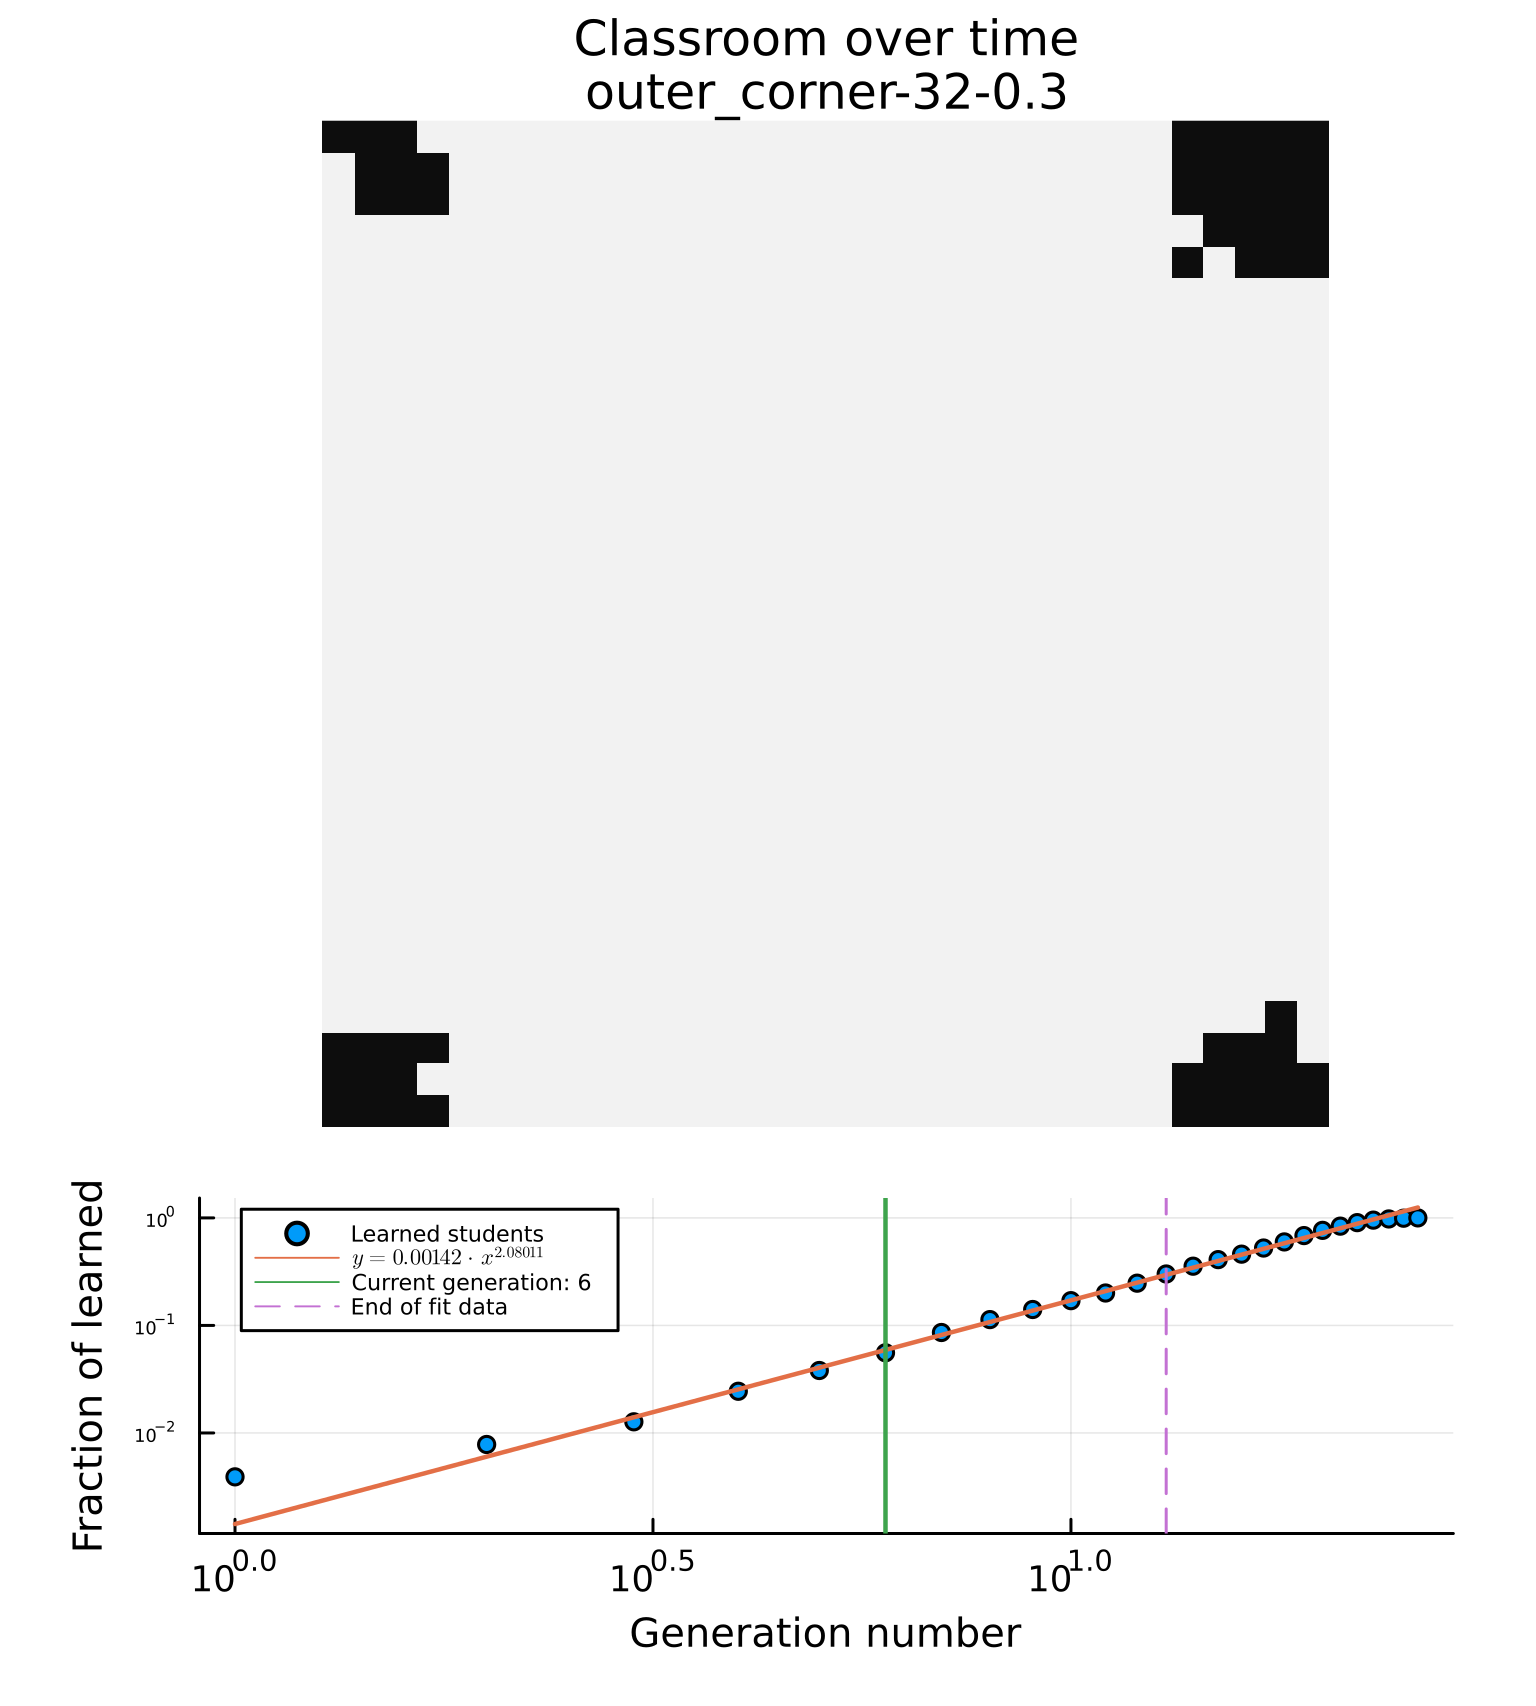 Classroom over time
outer_corner-32-0.3
Fraction of learned
10^0
10^−1
10^−2
Learned students
y = 0.00142 · x^2.08011
Current generation: 6
End of fit data
10^0.0
10^0.5
10^1.0
Generation number